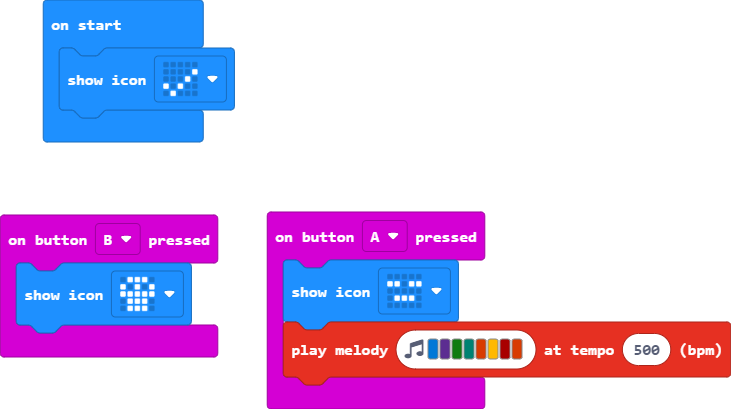 on start
show icon
on button B pressed
show icon
on button A pressed
show icon
play melody at tempo 500 (bpm)